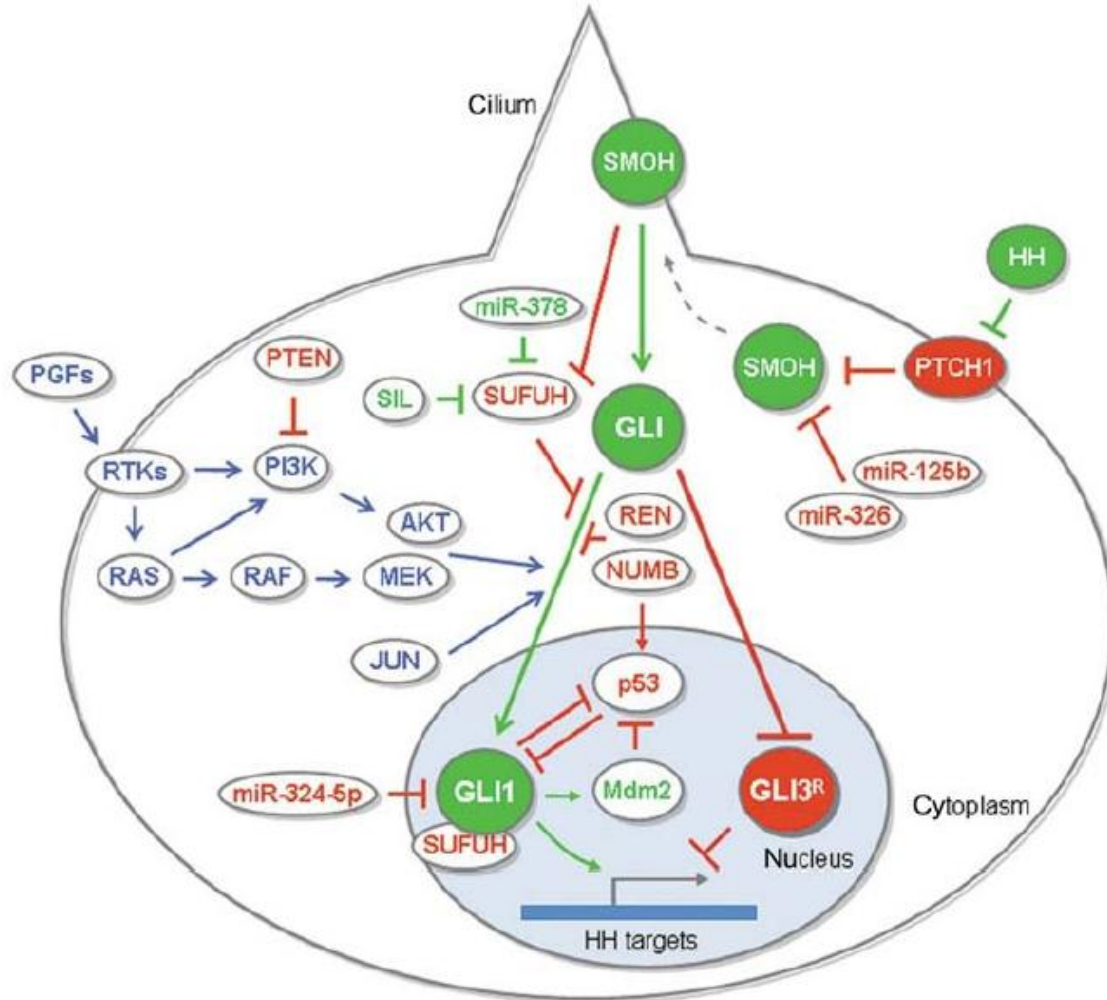 Cilium
SMOH
HH
miR-378
PTEN
PGFs
SIL
SUFUH
SMOH
PTCH1
GLI
RTKs
PI3K
miR-125b
miR-326
AKT
REN
RAS
RAF
MEK
NUMB
JUN
p53
miR-324-5p
GLI1
Mdm2
GLI3ᴿ
Cytoplasm
SUFUH
Nucleus
HH targets